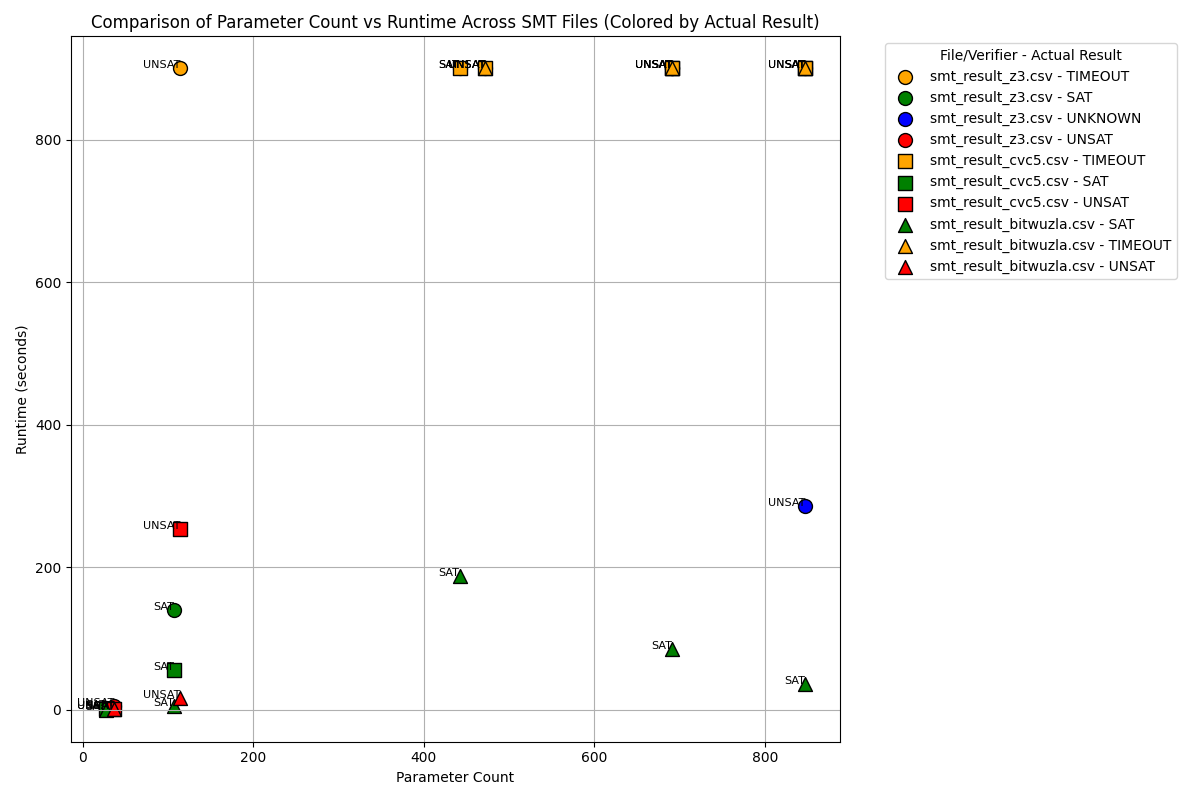 Comparison of Parameter Count vs Runtime Across SMT Files (Colored by Actual Result)
File/Verifier - Actual Result
smt_result_z3.csv - TIMEOUT
smt_result_z3.csv - SAT
smt_result_z3.csv - UNKNOWN
smt_result_z3.csv - UNSAT
smt_result_cvc5.csv - TIMEOUT
smt_result_cvc5.csv - SAT
smt_result_cvc5.csv - UNSAT
smt_result_bitwuzla.csv - SAT
smt_result_bitwuzla.csv - TIMEOUT
smt_result_bitwuzla.csv - UNSAT
Runtime (seconds)
800
600
400
200
0
UNSAT
UNSAT
UNSAT
UNSAT
UNSAT
UNSAT
SAT
SAT
SAT
SAT
SAT
UNSAT
SAT
0
200
400
600
800
Parameter Count